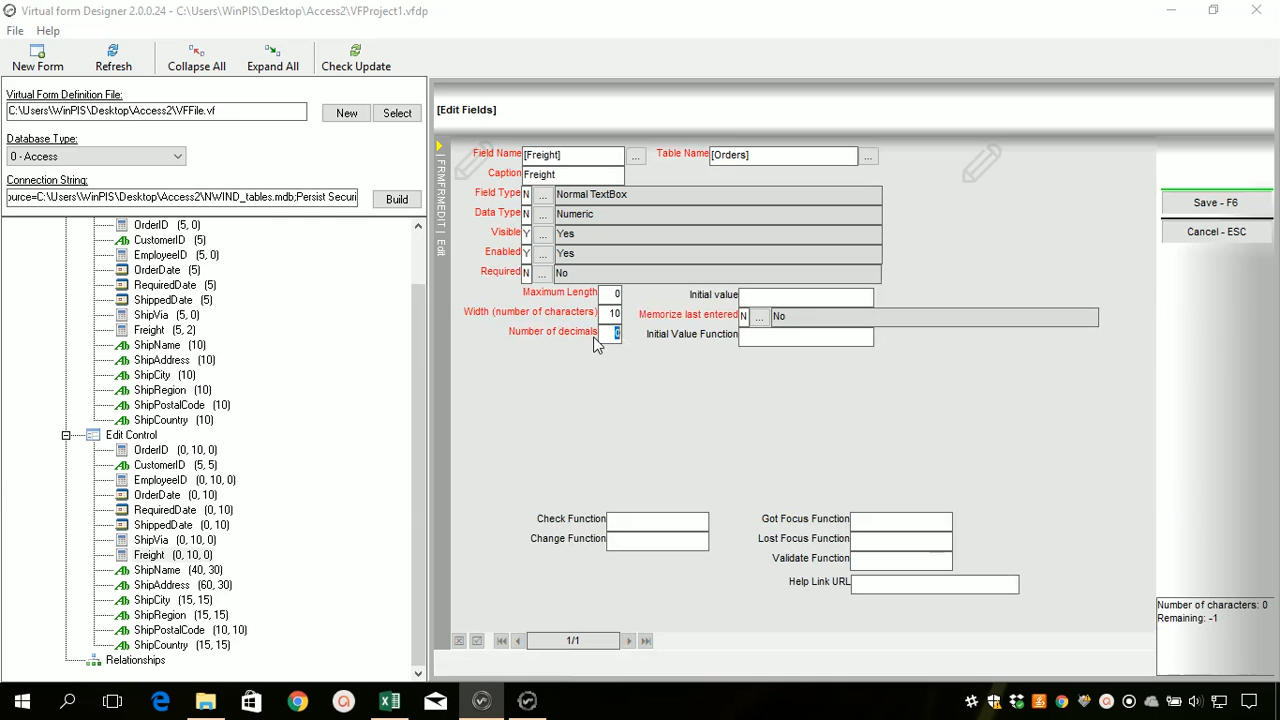 Virtual form Designer 2.0.0.24 - C:\Users\WinPIS\Desktop\Access2\VFProject1.vfdp
File Help
New Form Refresh Collapse All Expand All Check Update
Virtual Form Definition File:
C:\Users\WinPIS\Desktop\Access2\VFFile.vf New Select
Database Type:
0 - Access
Connection String:
ource=C:\Users\WinPIS\Desktop\Access2\NWIND_tables.mdb;Persist Securi Build
OrderID (5, 0)
CustomerID (5)
EmployeeID (5, 0)
OrderDate (5)
RequiredDate (5)
ShippedDate (5)
ShipVia (5, 0)
Freight (5, 2)
ShipName (10)
ShipAddress (10)
ShipCity (10)
ShipRegion (10)
ShipPostalCode (10)
ShipCountry (10)
Edit Control
OrderID (0, 10, 0)
CustomerID (5, 5)
EmployeeID (0, 10, 0)
OrderDate (0, 10)
RequiredDate (0, 10)
ShippedDate (0, 10)
ShipVia (0, 10, 0)
Freight (0, 10, 0)
ShipName (40, 30)
ShipAddress (60, 30)
ShipCity (15, 15)
ShipRegion (15, 15)
ShipPostalCode (10, 10)
ShipCountry (15, 15)
Relationships
[Edit Fields]
| FRMFRMEDIT | Edit
Field Name [Freight] ... Table Name [Orders] ...
Caption Freight
Field Type N ... Normal TextBox
Data Type N ... Numeric
Visible Y ... Yes
Enabled Y ... Yes
Required N ... No
Maximum Length 0 Initial value
Width (number of characters) 10 Memorize last entered N ... No
Number of decimals 0 Initial Value Function
Check Function Got Focus Function
Change Function Lost Focus Function
Validate Function
Help Link URL
1/1
Save - F6
Cancel - ESC
Number of characters: 0
Remaining: -1